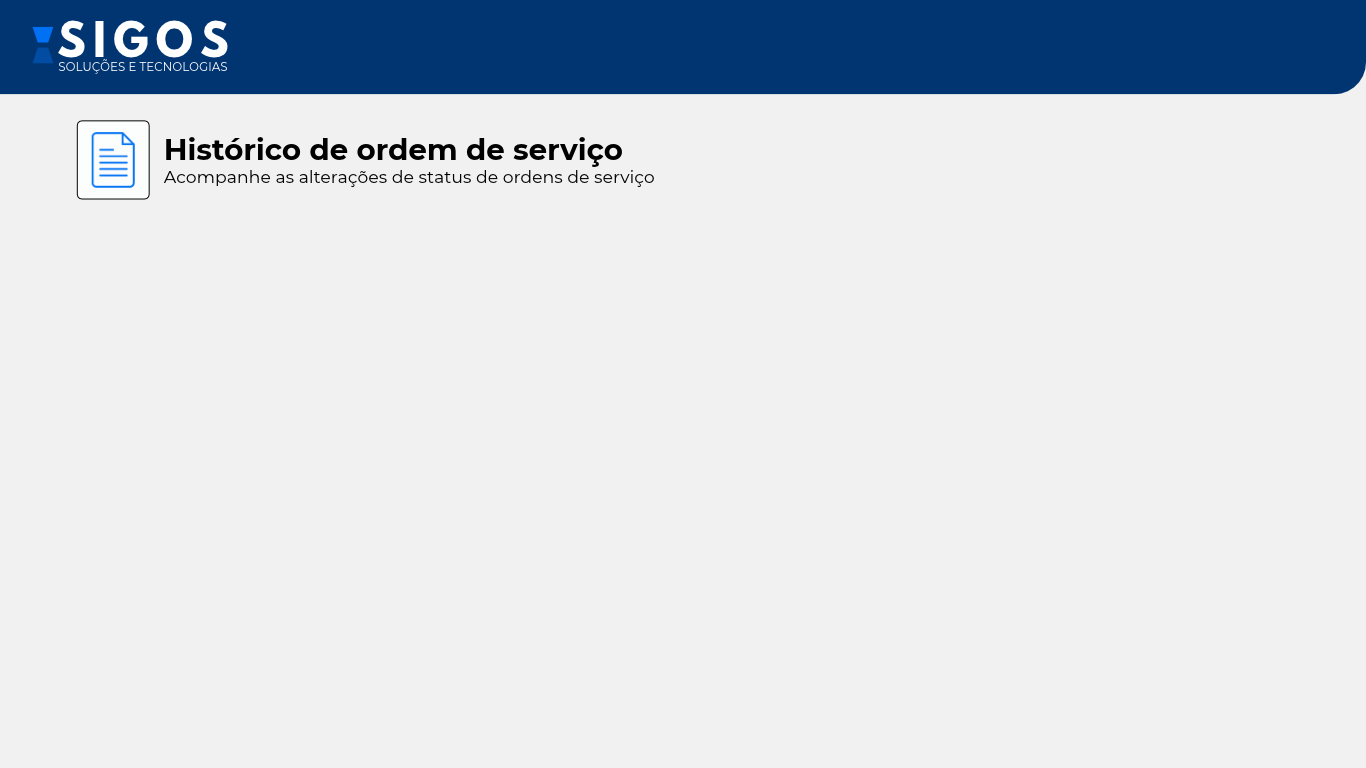 SIGOS
SOLUÇÕES E TECNOLOGIAS
Histórico de ordem de serviço
Acompanhe as alterações de status de ordens de serviço